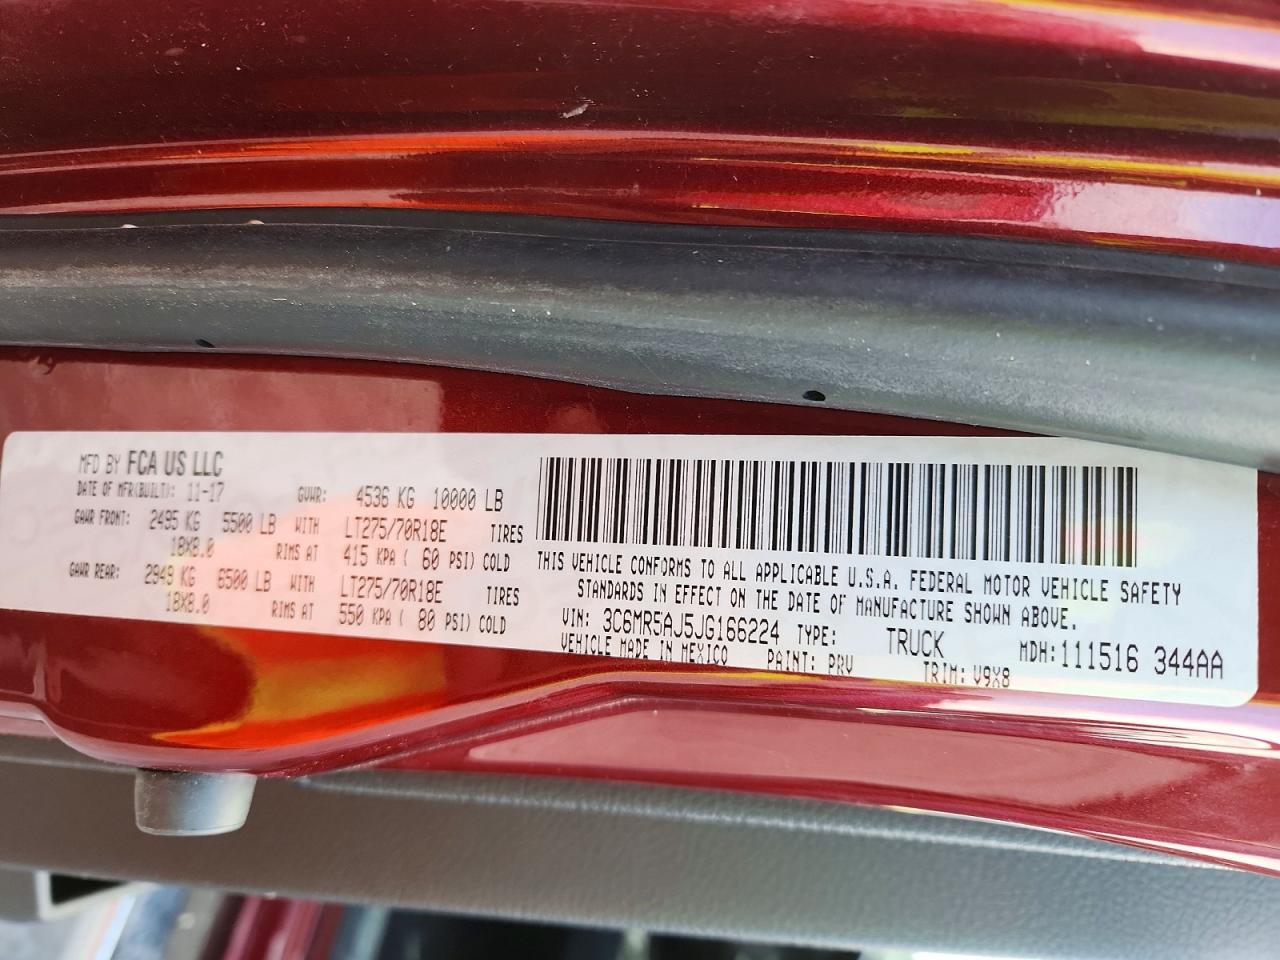 MFD BY FCA US LLC
DATE OF MFR(BUILT): 11-17 GVWR: 4536 KG 10000 LB
GAWR FRONT: 2495 KG 5500 LB WITH LT275/70R18E TIRES
18X8.0 RIMS AT 415 KPA ( 60 PSI) COLD
GAWR REAR: 2949 KG 6500 LB WITH LT275/70R18E TIRES
18X8.0 RIMS AT 550 KPA ( 80 PSI) COLD
THIS VEHICLE CONFORMS TO ALL APPLICABLE U.S.A. FEDERAL MOTOR VEHICLE SAFETY
STANDARDS IN EFFECT ON THE DATE OF MANUFACTURE SHOWN ABOVE.
VIN: 3C6MR5AJ5JG166224 TYPE: TRUCK MDH:111516 344AA
VEHICLE MADE IN MEXICO PAINT: PRV TRIM: V9X8